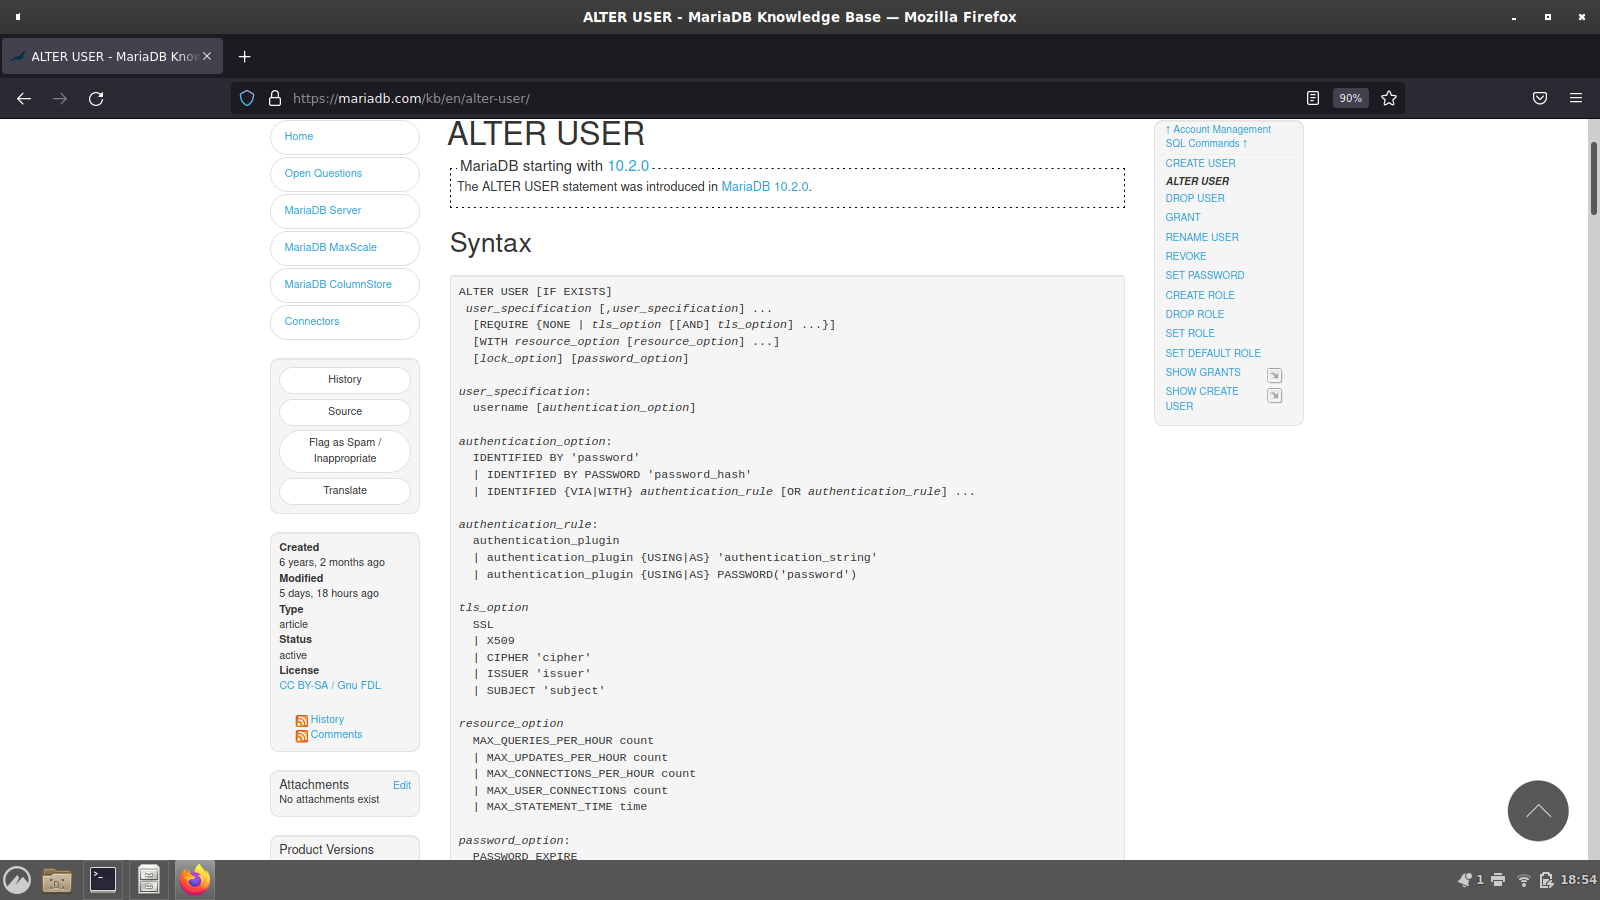 ALTER USER - MariaDB Knowledge Base — Mozilla Firefox
ALTER USER - MariaDB Know
https://mariadb.com/kb/en/alter-user/
90%
Home
Open Questions
MariaDB Server
MariaDB MaxScale
MariaDB ColumnStore
Connectors
History
Source
Flag as Spam /
Inappropriate
Translate
Created
6 years, 2 months ago
Modified
5 days, 18 hours ago
Type
article
Status
active
License
CC BY-SA / Gnu FDL
History
Comments
Attachments Edit
No attachments exist
Product Versions
ALTER USER
MariaDB starting with 10.2.0
The ALTER USER statement was introduced in MariaDB 10.2.0.
Syntax
ALTER USER [IF EXISTS]
user_specification [,user_specification] ...
[REQUIRE {NONE | tls_option [[AND] tls_option] ...}]
[WITH resource_option [resource_option] ...]
[lock_option] [password_option]
user_specification:
username [authentication_option]
authentication_option:
IDENTIFIED BY 'password'
| IDENTIFIED BY PASSWORD 'password_hash'
| IDENTIFIED {VIA|WITH} authentication_rule [OR authentication_rule] ...
authentication_rule:
authentication_plugin
| authentication_plugin {USING|AS} 'authentication_string'
| authentication_plugin {USING|AS} PASSWORD('password')
tls_option
SSL
| X509
| CIPHER 'cipher'
| ISSUER 'issuer'
| SUBJECT 'subject'
resource_option
MAX_QUERIES_PER_HOUR count
| MAX_UPDATES_PER_HOUR count
| MAX_CONNECTIONS_PER_HOUR count
| MAX_USER_CONNECTIONS count
| MAX_STATEMENT_TIME time
password_option:
PASSWORD EXPIRE
↑ Account Management
SQL Commands ↑
CREATE USER
ALTER USER
DROP USER
GRANT
RENAME USER
REVOKE
SET PASSWORD
CREATE ROLE
DROP ROLE
SET ROLE
SET DEFAULT ROLE
SHOW GRANTS
SHOW CREATE
USER
1
18:54